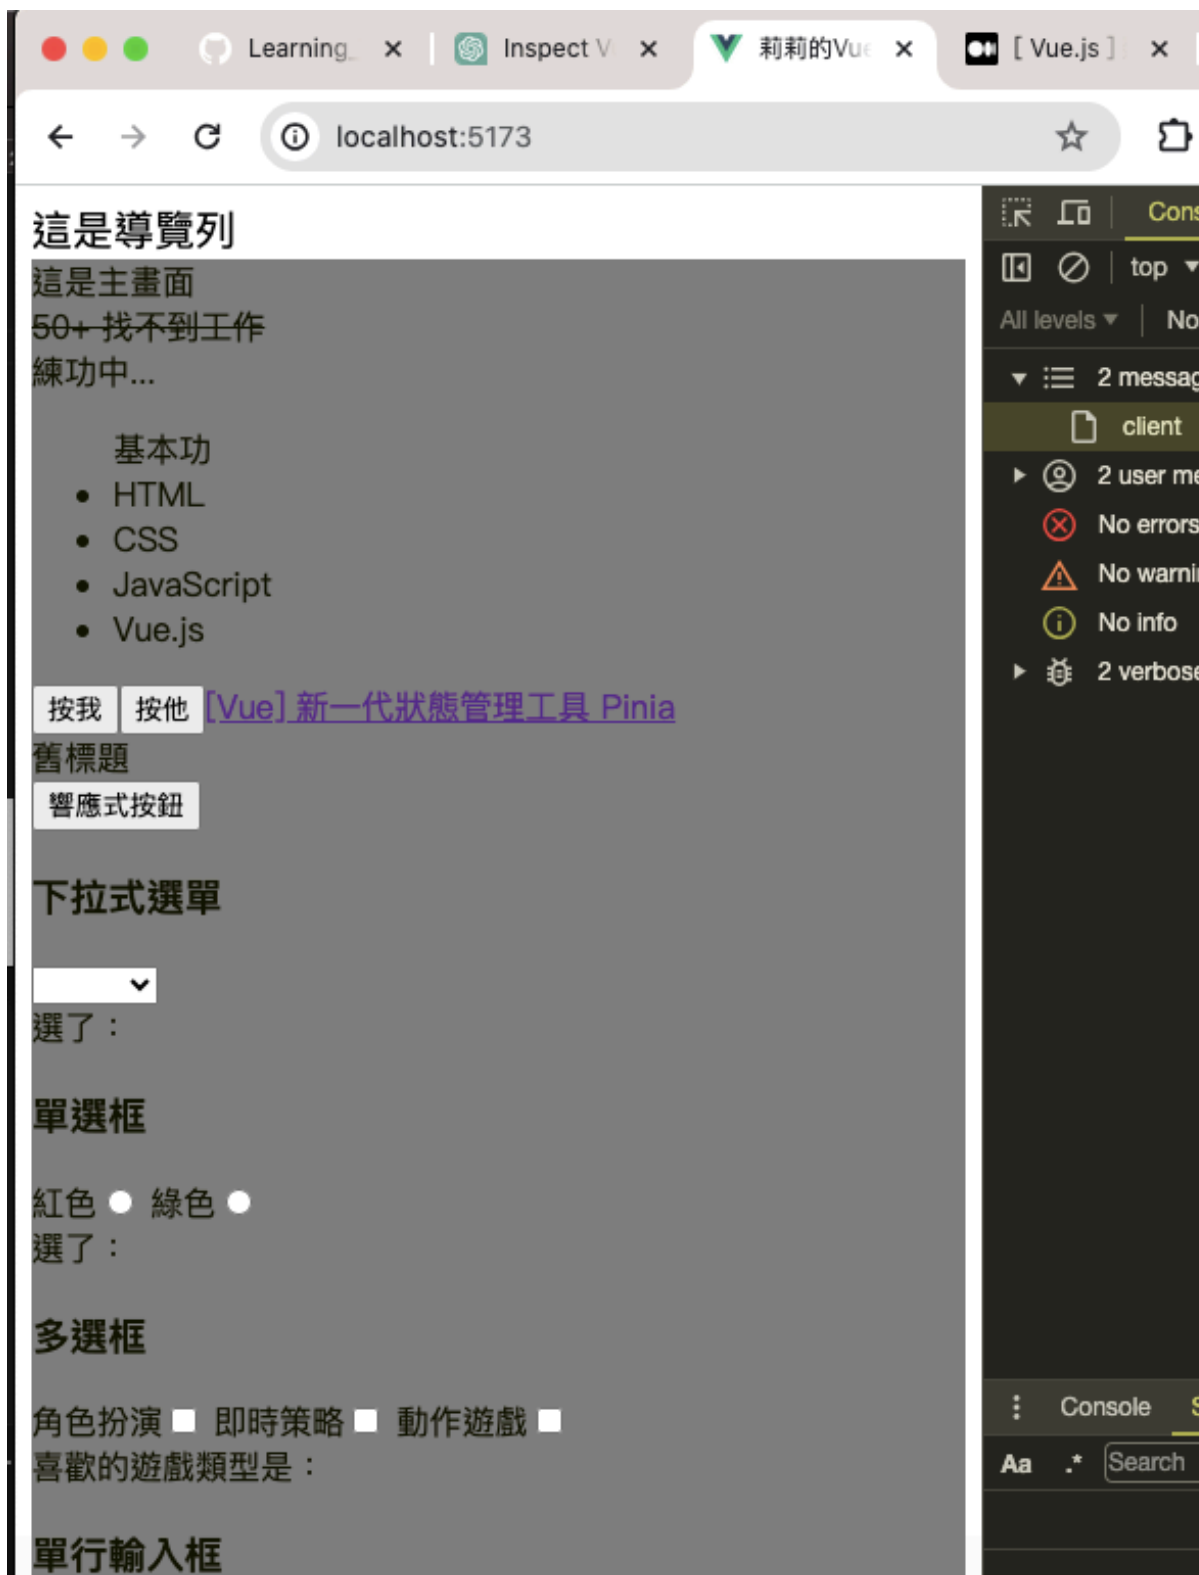 Learning_
Inspect V
莉莉的Vue
[ Vue.js ]
localhost:5173
這是導覽列
這是主畫面
50+ 找不到工作
練功中...
基本功
HTML
CSS
JavaScript
Vue.js
按我 按他 [Vue] 新一代狀態管理工具 Pinia
舊標題
響應式按鈕
下拉式選單
選了：
單選框
紅色 綠色
選了：
多選框
角色扮演 即時策略 動作遊戲
喜歡的遊戲類型是：
單行輸入框
Cons
top
All levels No
2 messag
client
2 user me
No errors
No warnin
No info
2 verbose
Console S
Aa .* Search